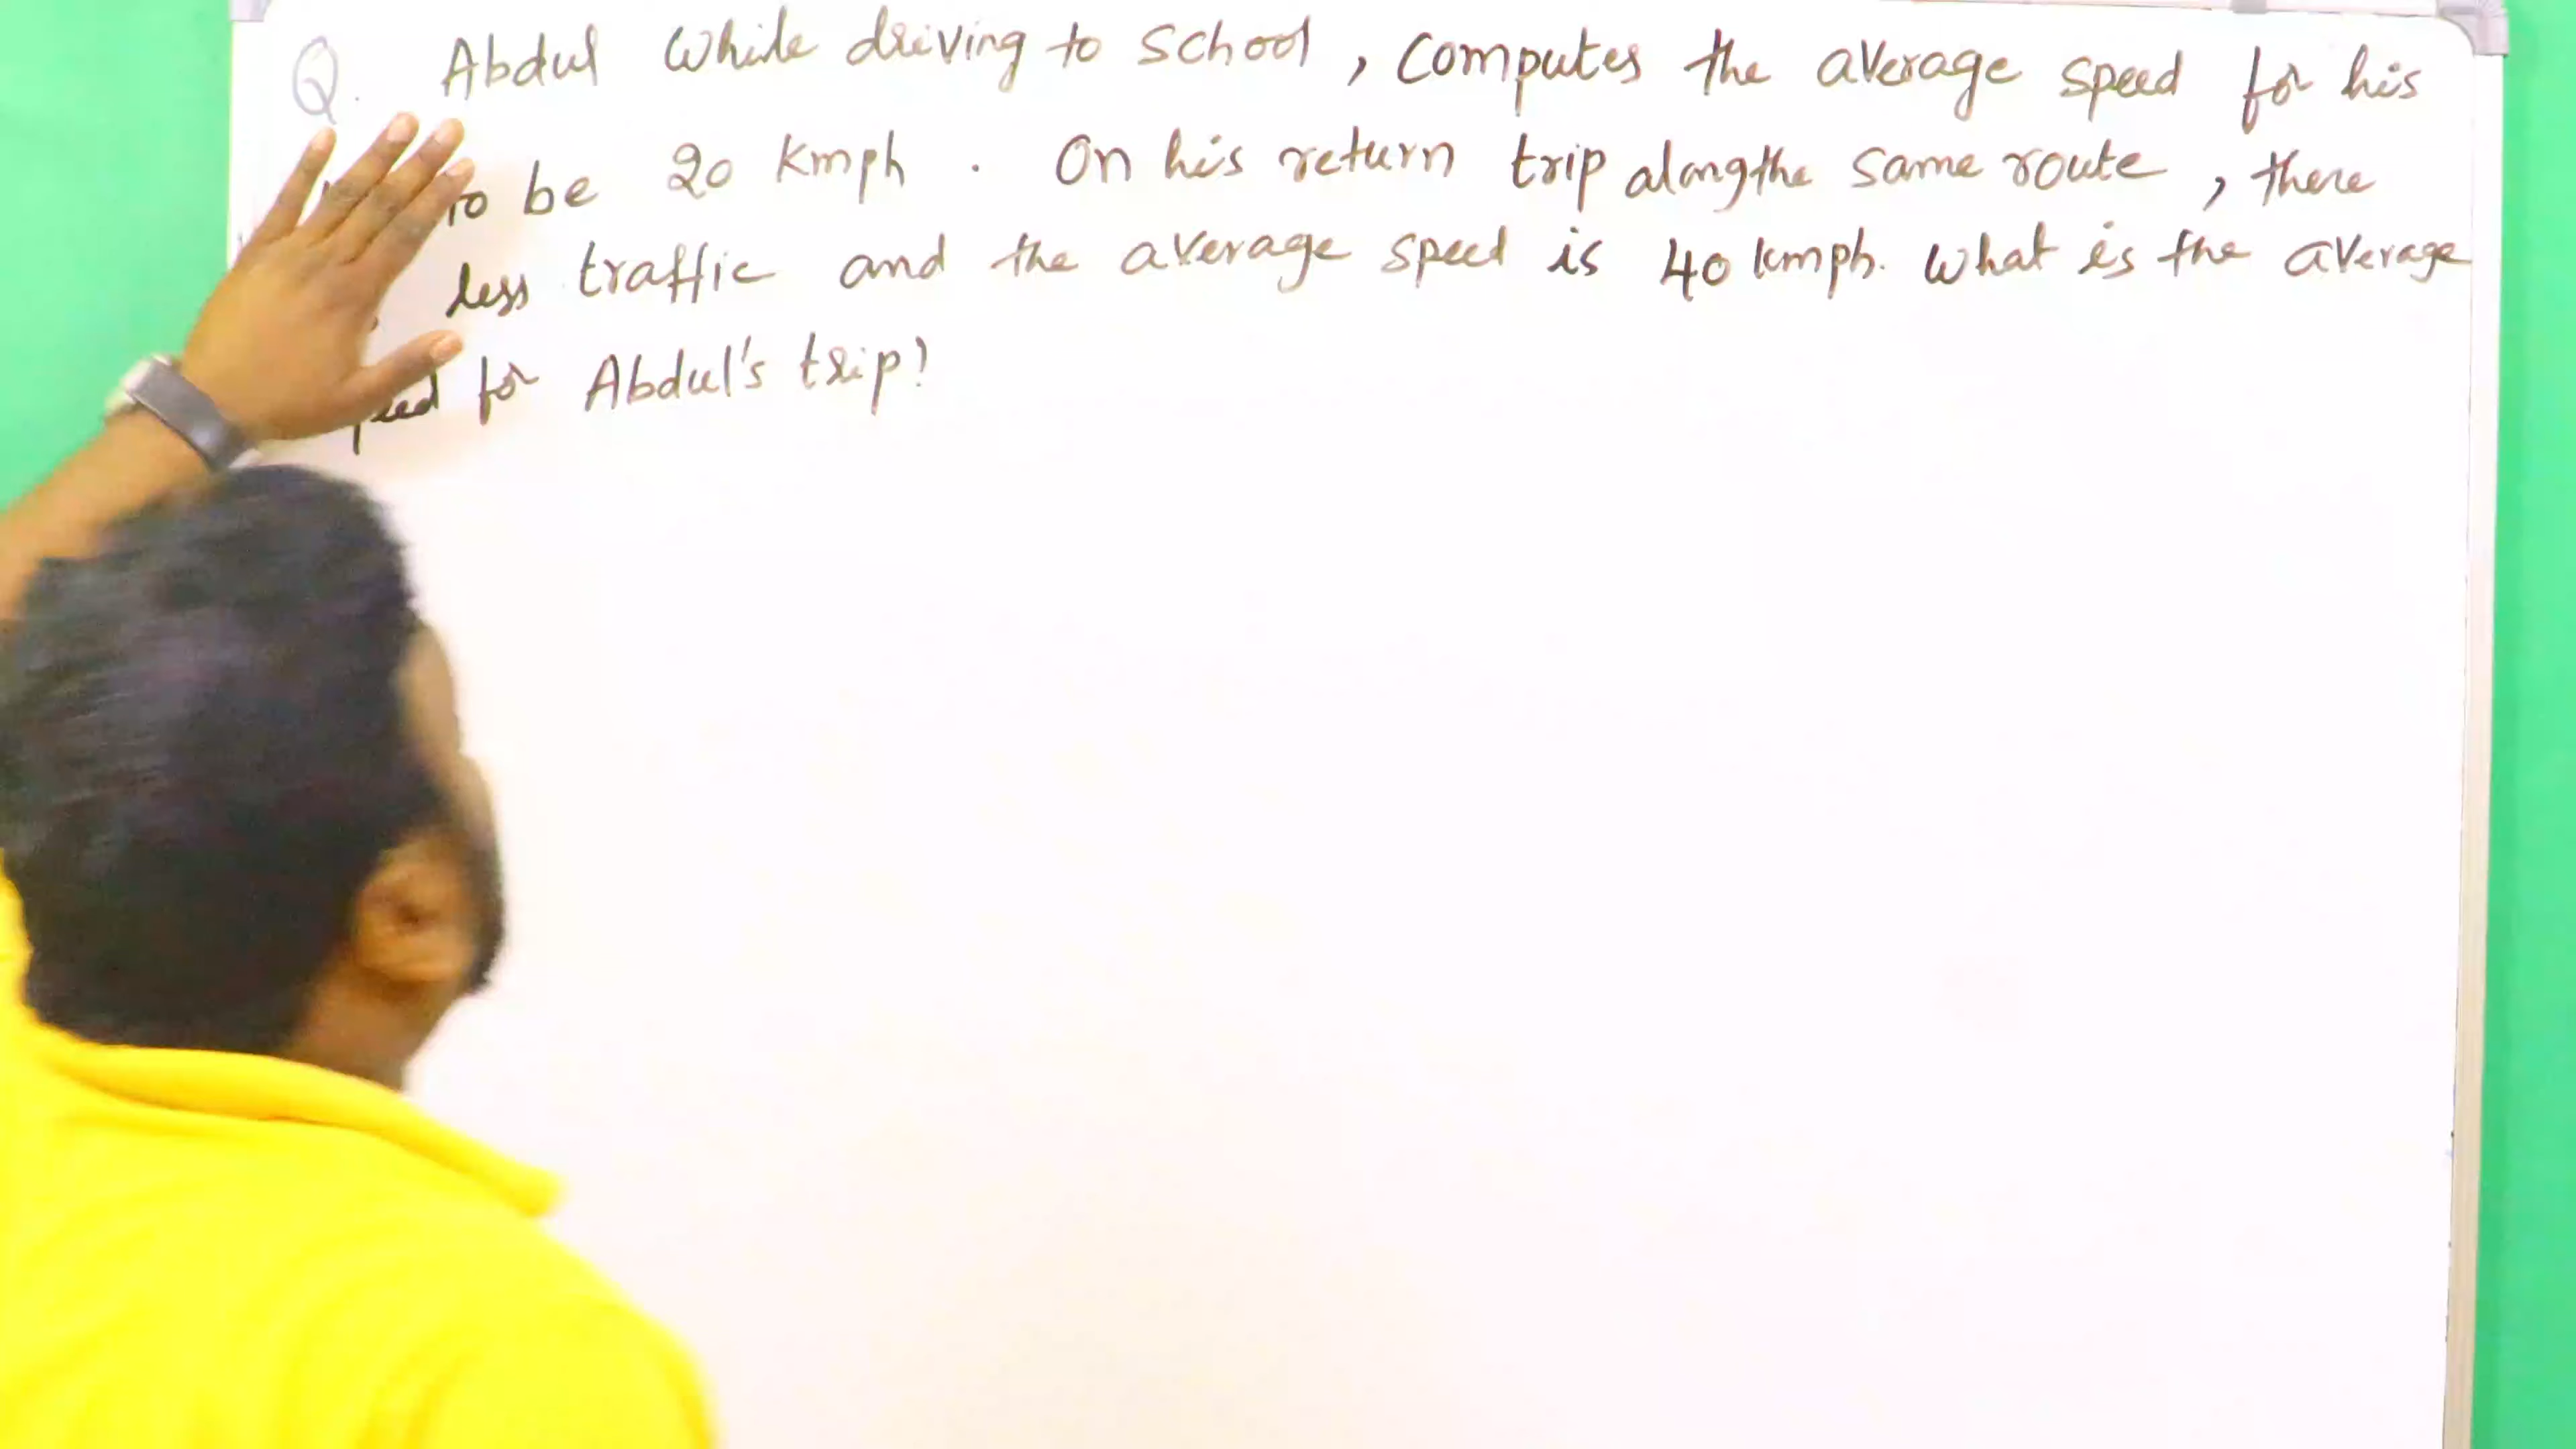 Q. Abdul while driving to school, computes the average speed for his
to be 20 kmph. On his return trip along the same route, there
less traffic and the average speed is 40 kmph. What is the average
for Abdul's trip?